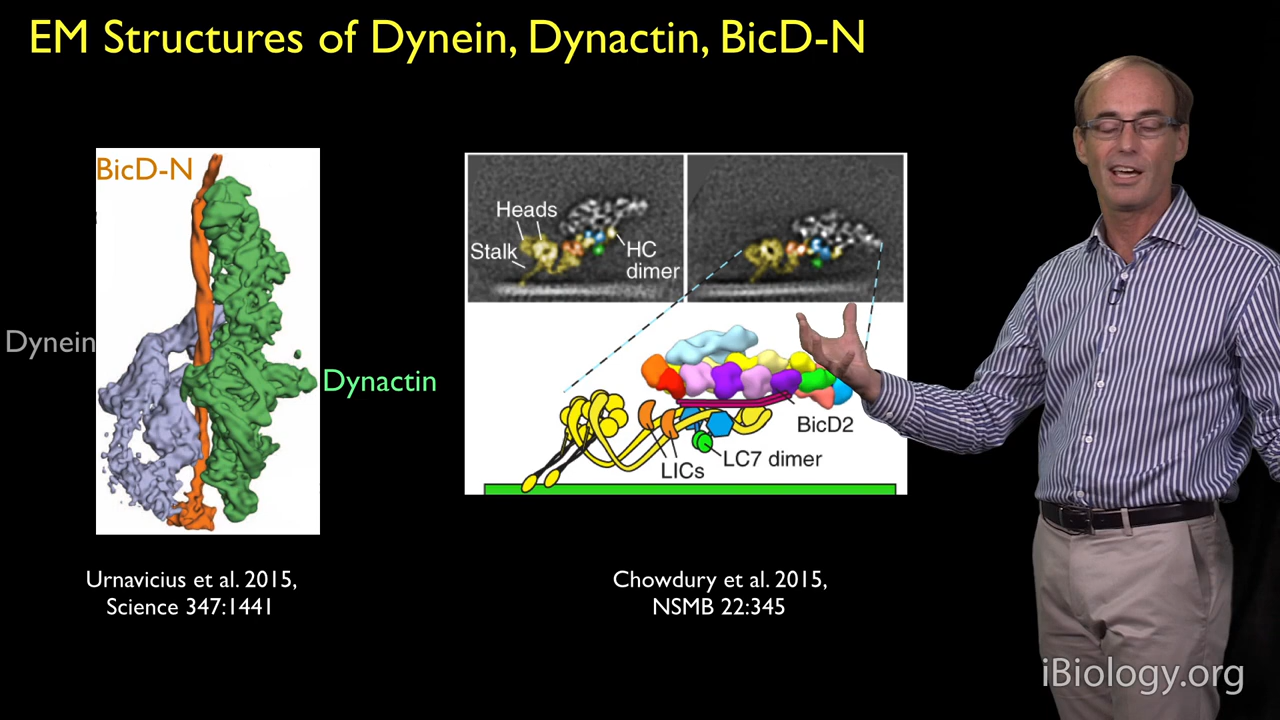 EM Structures of Dynein, Dynactin, BicD-N
BicD-N
Dynein
Dynactin
Heads
Stalk
HC
dimer
BicD2
LC7 dimer
LICs
Urnavicius et al. 2015,
Science 347:1441
Chowdury et al. 2015,
NSMB 22:345
iBiology.org